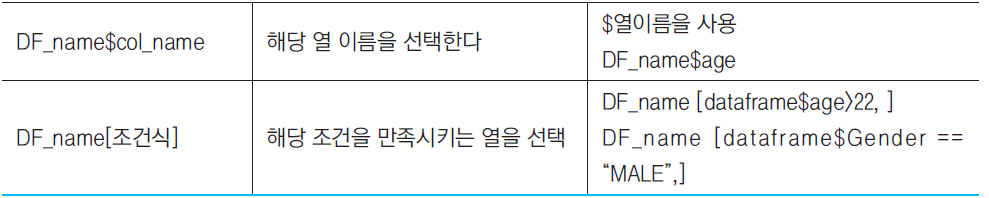 DF_name$col_name
해당 열 이름을 선택한다
$열이름을 사용
DF_name$age
DF_name[조건식]
해당 조건을 만족시키는 열을 선택
DF_name [dataframe$age>22, ]
DF_name [dataframe$Gender ==
“MALE”,]